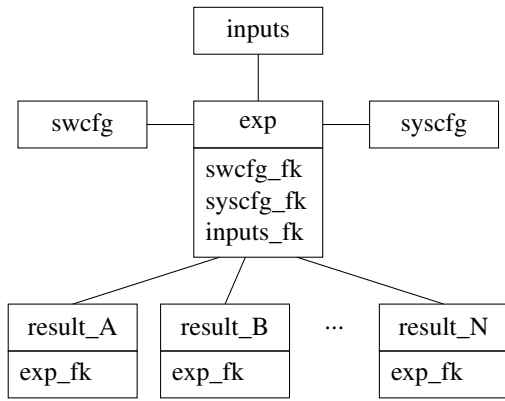 inputs
swcfg
exp
syscfg
swcfg_fk
syscfg_fk
inputs_fk
result_A
result_B
...
result_N
exp_fk
exp_fk
exp_fk